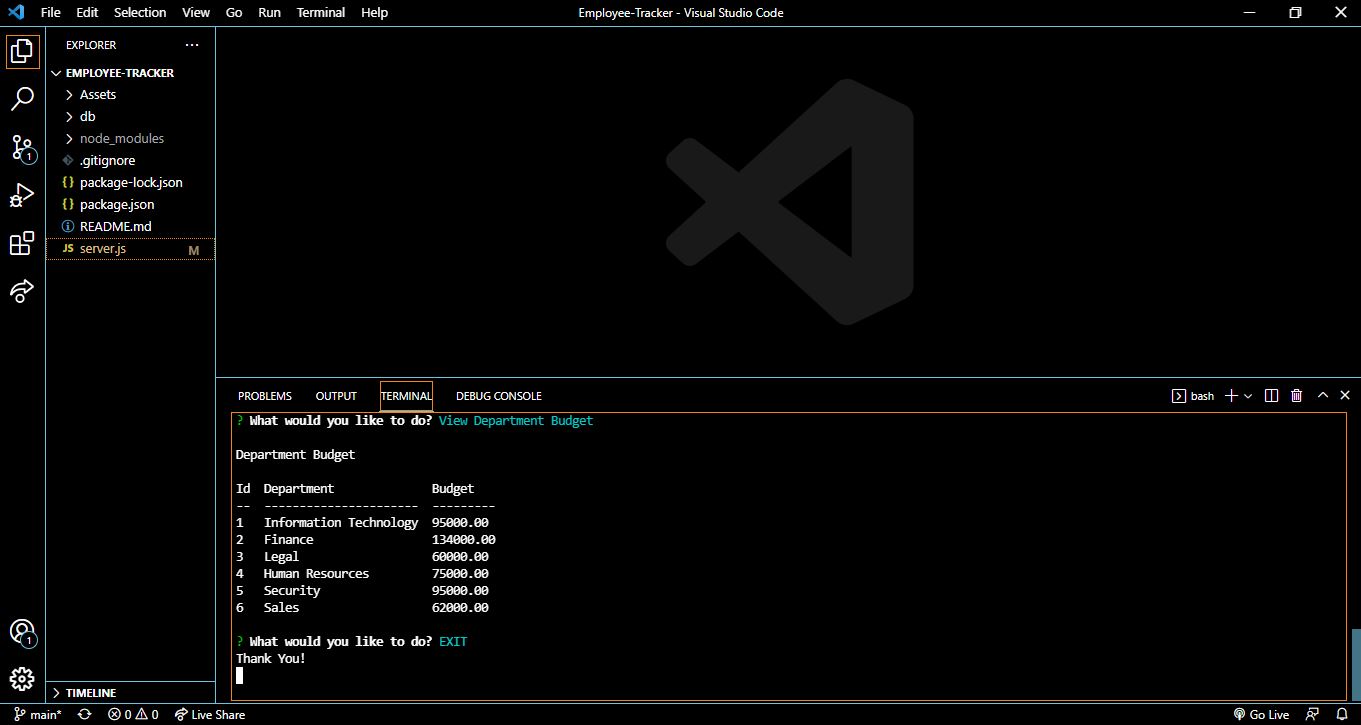 File Edit Selection View Go Run Terminal Help Employee-Tracker - Visual Studio Code
EXPLORER ···
EMPLOYEE-TRACKER
Assets
db
node_modules
.gitignore
{} package-lock.json
{} package.json
README.md
JS server.js M
1
1
TIMELINE
PROBLEMS OUTPUT TERMINAL DEBUG CONSOLE bash
? What would you like to do? View Department Budget
Department Budget
Id Department Budget
-- ---------------------- ---------
1 Information Technology 95000.00
2 Finance 134000.00
3 Legal 60000.00
4 Human Resources 75000.00
5 Security 95000.00
6 Sales 62000.00
? What would you like to do? EXIT
Thank You!
main* 0 0 Live Share Go Live